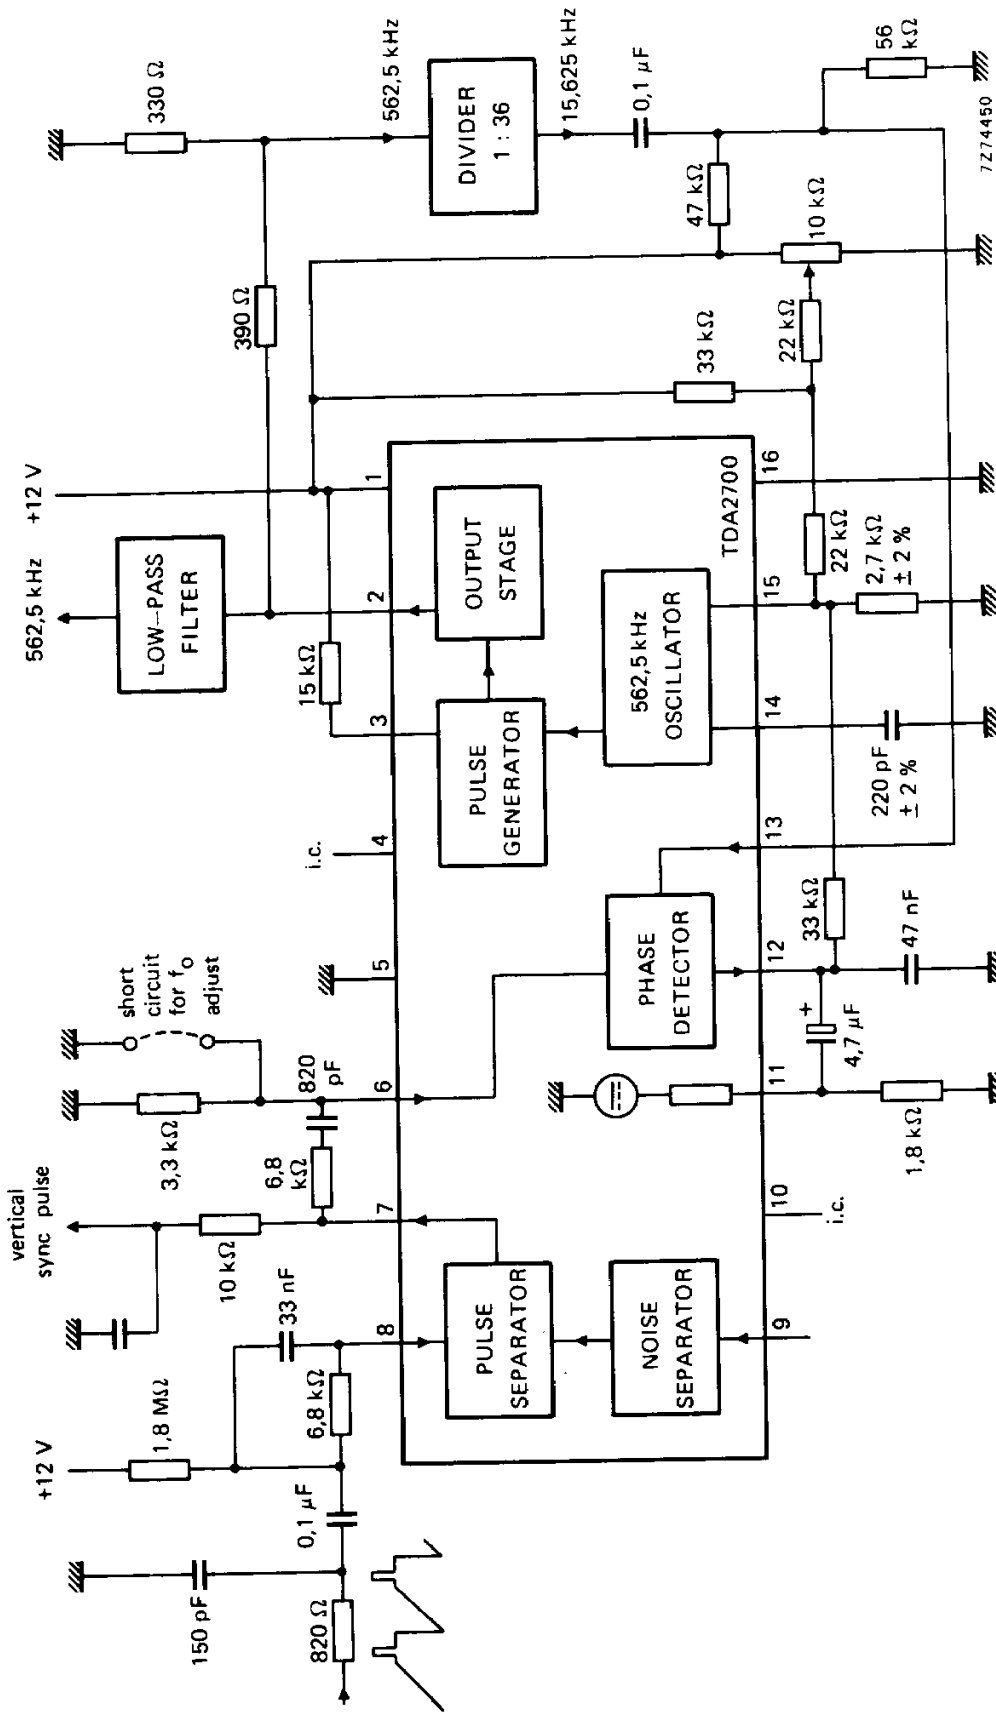 +12 V
1,8 MΩ
150 pF
820 Ω
0,1 μF
6,8 kΩ
33 nF
vertical
sync pulse
10 kΩ
3,3 kΩ
6,8
kΩ
820
pF
short
circuit
for fo
adjust
i.c.
15 kΩ
562,5 kHz
+12 V
LOW-PASS
FILTER
390 Ω
330 Ω
562,5 kHz
DIVIDER
1 : 36
15,625 kHz
0,1 μF
47 kΩ
56
kΩ
10 kΩ
22 kΩ
33 kΩ
8
7
6
5
4
3
2
1
PULSE
SEPARATOR
NOISE
SEPARATOR
PHASE
DETECTOR
PULSE
GENERATOR
OUTPUT
STAGE
562,5 kHz
OSCILLATOR
TDA2700
9
10
11
12
13
14
15
16
i.c.
1,8 kΩ
4,7 μF
+
47 nF
33 kΩ
220 pF
± 2 %
22 kΩ
2,7 kΩ
± 2 %
7Z74450